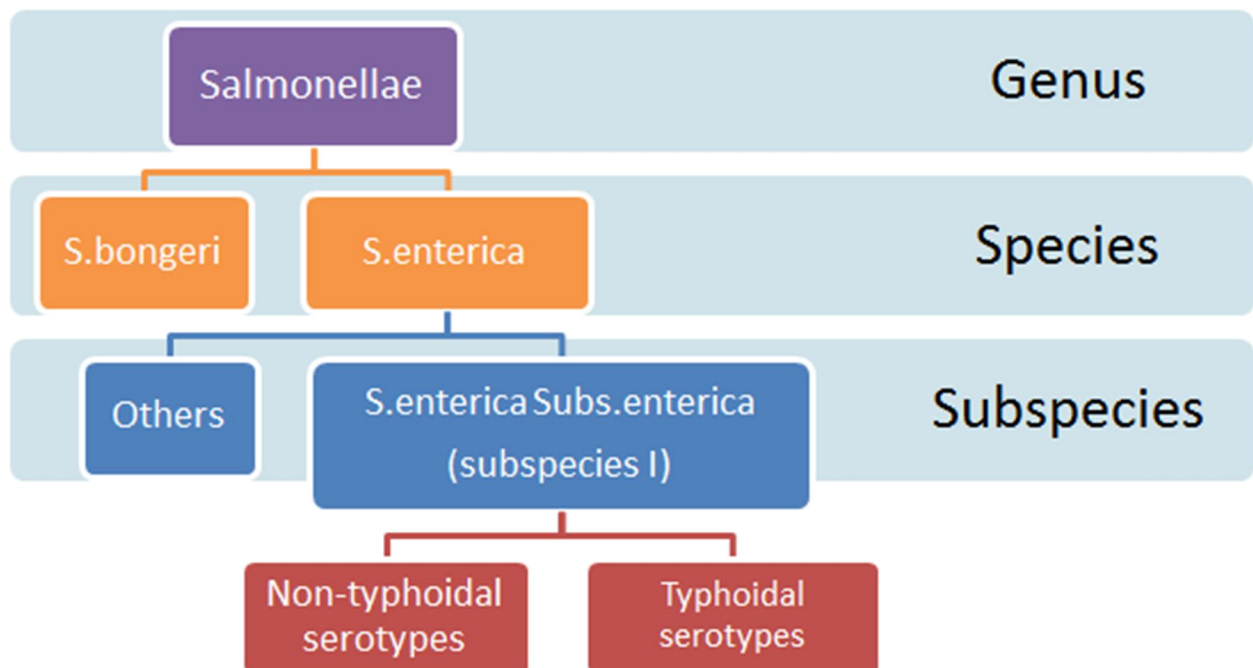 Salmonellae
Genus
S.bongeri
S.enterica
Species
Others
S.enterica Subs.enterica
(subspecies I)
Subspecies
Non-typhoidal
serotypes
Typhoidal
serotypes